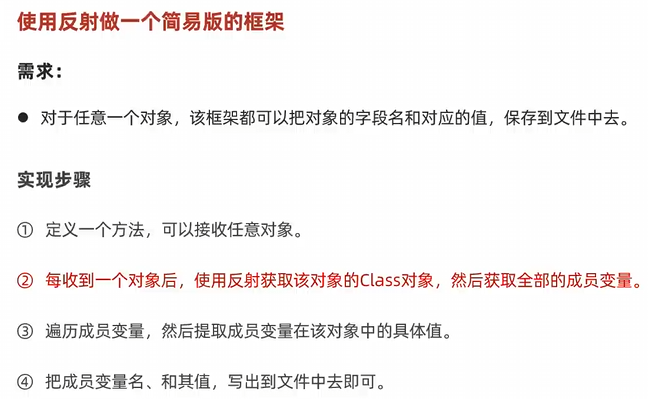 使用反射做一个简易版的框架
需求：
● 对于任意一个对象，该框架都可以把对象的字段名和对应的值，保存到文件中去。
实现步骤
① 定义一个方法，可以接收任意对象。
② 每收到一个对象后，使用反射获取该对象的Class对象，然后获取全部的成员变量。
③ 遍历成员变量，然后提取成员变量在该对象中的具体值。
④ 把成员变量名、和其值，写出到文件中去即可。